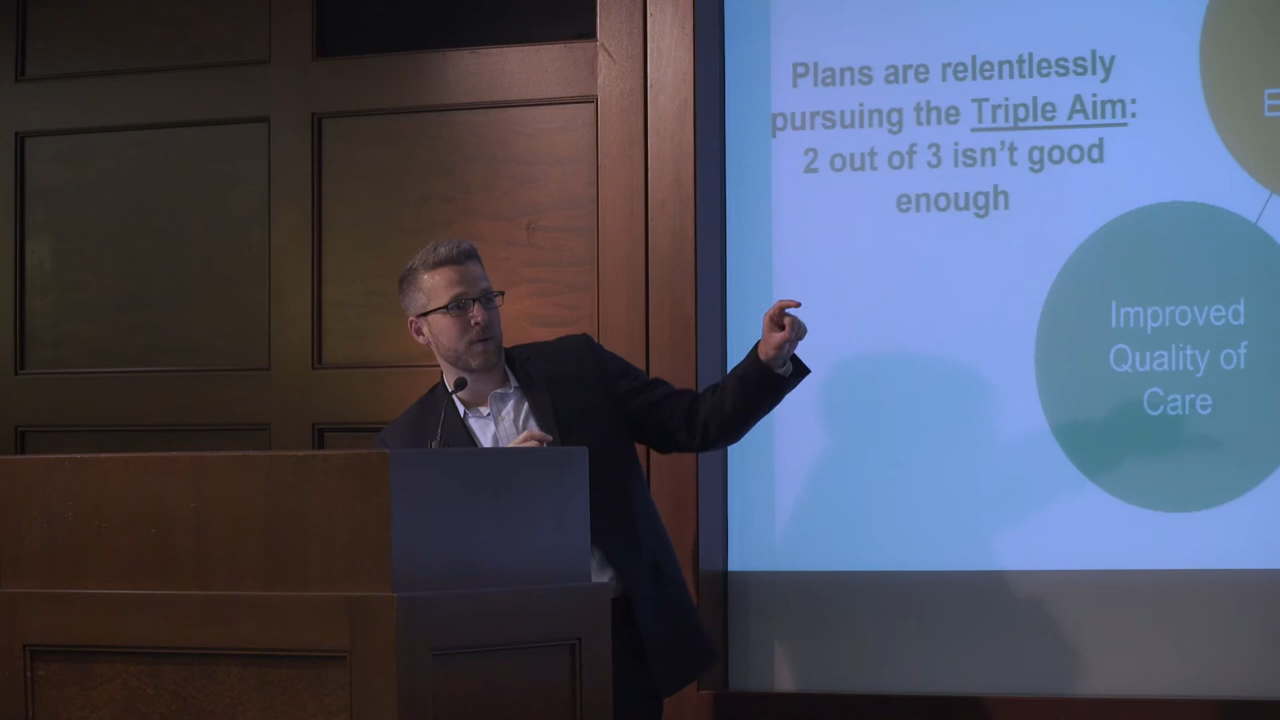 Plans are relentlessly
pursuing the Triple Aim:
2 out of 3 isn't good
enough
Improved
Quality of
Care